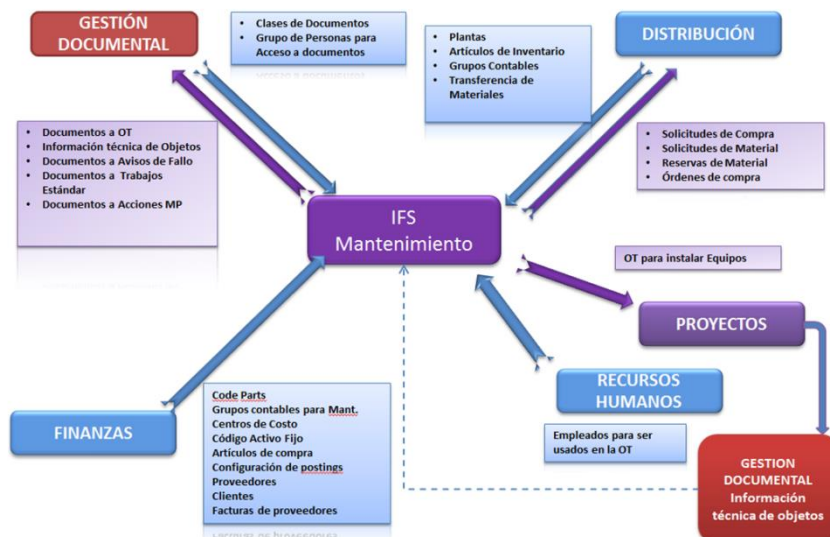 GESTIÓN
DOCUMENTAL
• Clases de Documentos
• Grupo de Personas para
Acceso a documentos
• Plantas
• Artículos de Inventario
• Grupos Contables
• Transferencia de
Materiales
DISTRIBUCIÓN
• Documentos a OT
• Información técnica de Objetos
• Documentos a Avisos de Fallo
• Documentos a Trabajos
Estándar
• Documentos a Acciones MP
• Solicitudes de Compra
• Solicitudes de Material
• Reservas de Material
• Órdenes de compra
IFS
Mantenimiento
OT para instalar Equipos
PROYECTOS
RECURSOS
HUMANOS
FINANZAS
Code Parts
Grupos contables para Mant.
Centros de Costo
Código Activo Fijo
Artículos de compra
Configuración de postings
Proveedores
Clientes
Facturas de proveedores
Empleados para ser
usados en la OT
GESTION
DOCUMENTAL
Información
técnica de objetos